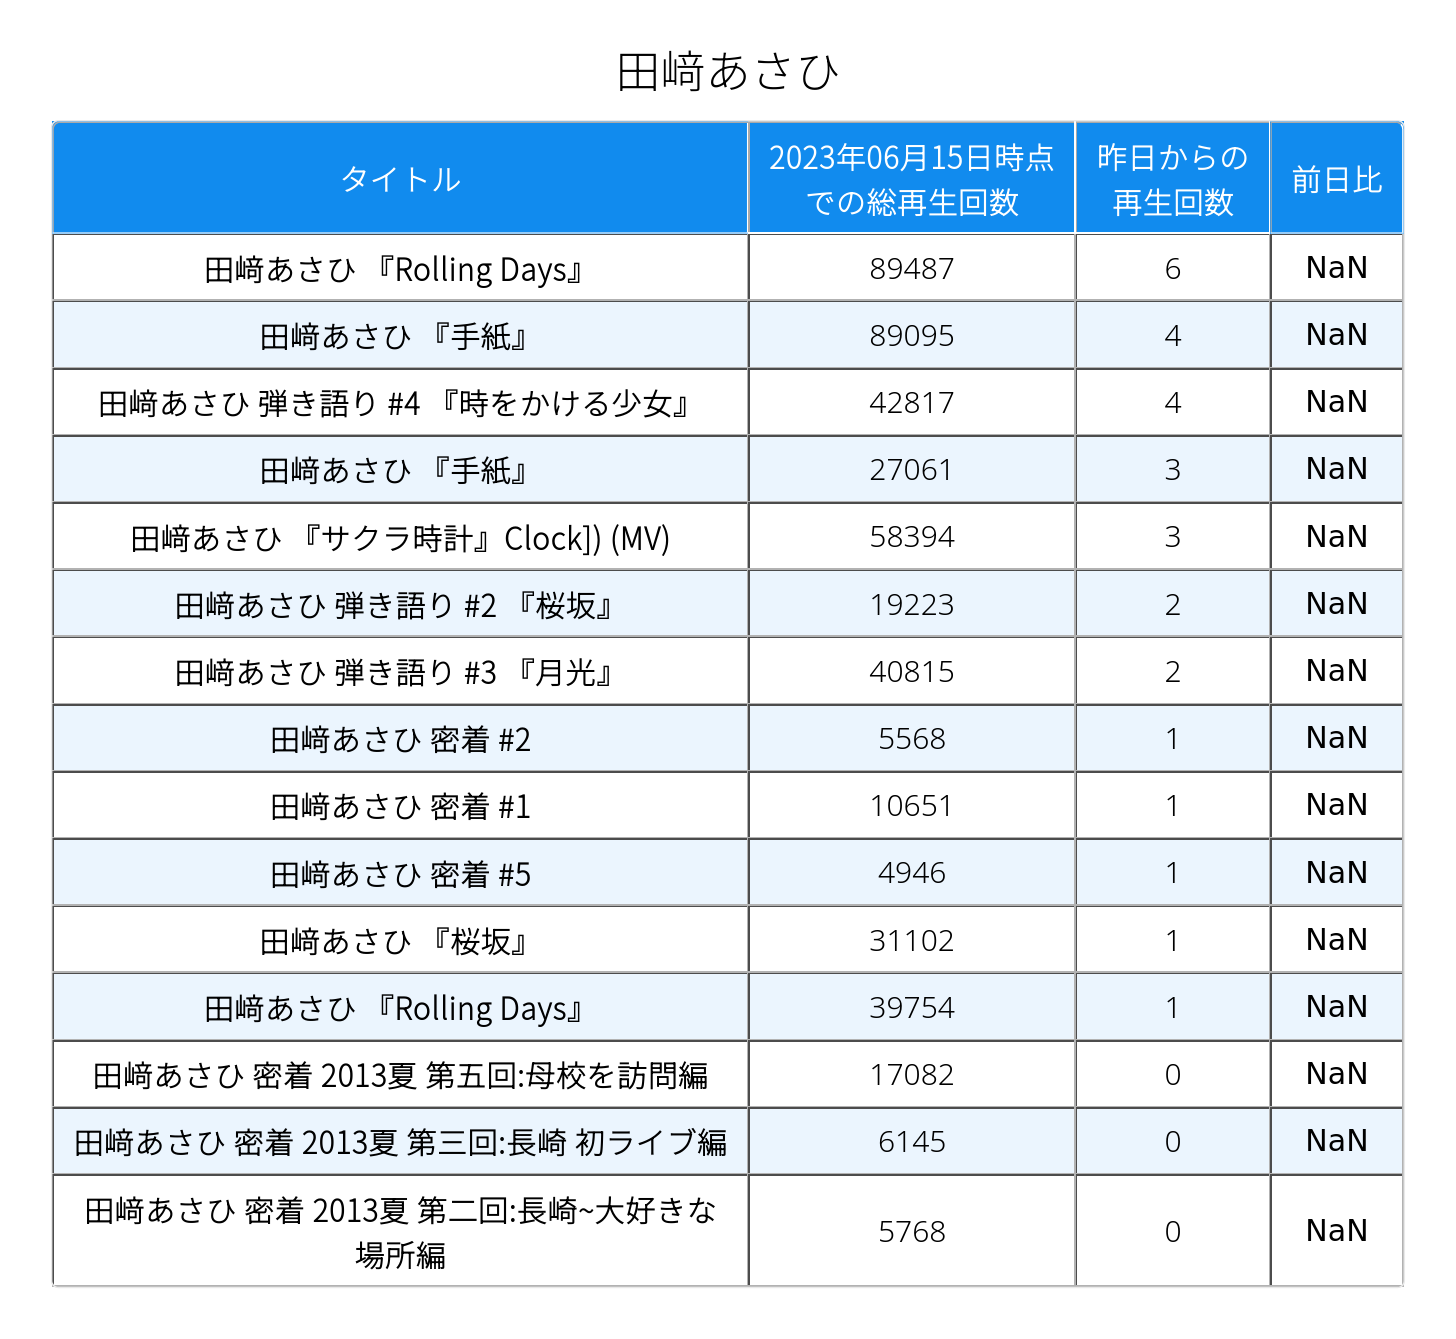 田﨑あさひ
タイトル
2023年06月15日時点
での総再生回数
昨日からの
再生回数
前日比
田﨑あさひ 『Rolling Days』 89487 6 NaN
田﨑あさひ 『手紙』 89095 4 NaN
田﨑あさひ 弾き語り #4 『時をかける少女』 42817 4 NaN
田﨑あさひ 『手紙』 27061 3 NaN
田﨑あさひ 『サクラ時計』Clock]) (MV) 58394 3 NaN
田﨑あさひ 弾き語り #2 『桜坂』 19223 2 NaN
田﨑あさひ 弾き語り #3 『月光』 40815 2 NaN
田﨑あさひ 密着 #2 5568 1 NaN
田﨑あさひ 密着 #1 10651 1 NaN
田﨑あさひ 密着 #5 4946 1 NaN
田﨑あさひ 『桜坂』 31102 1 NaN
田﨑あさひ 『Rolling Days』 39754 1 NaN
田﨑あさひ 密着 2013夏 第五回:母校を訪問編 17082 0 NaN
田﨑あさひ 密着 2013夏 第三回:長崎 初ライブ編 6145 0 NaN
田﨑あさひ 密着 2013夏 第二回:長崎~大好きな
場所編 5768 0 NaN